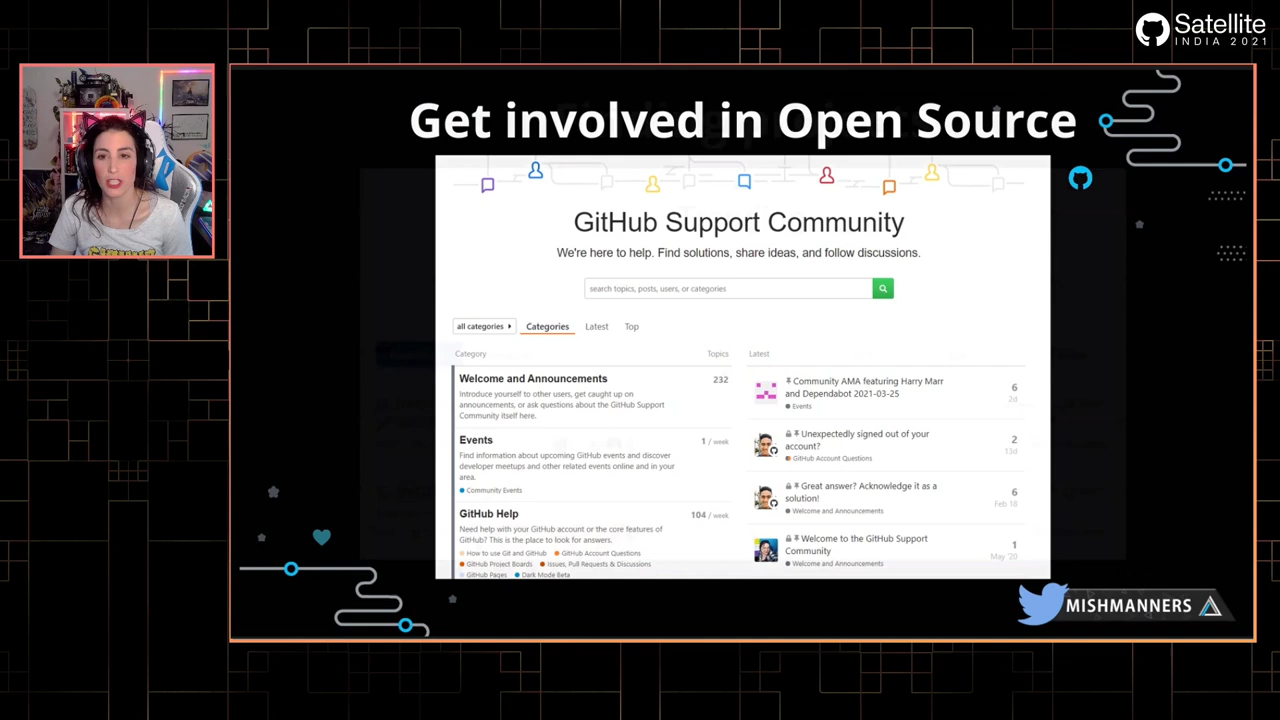 Satellite
INDIA 2021
Get involved in Open Source
GitHub Support Community
We're here to help. Find solutions, share ideas, and follow discussions.
search topics, posts, users, or categories
all categories
Categories
Latest
Top
Category
Topics
Latest
Welcome and Announcements
232
Introduce yourself to other users, get caught up on
announcements, or ask questions about the GitHub Support
Community itself here.
Events
1 / week
Find information about upcoming GitHub events and discover
developer meetups and other related events online and in your
area.
Community Events
GitHub Help
104 / week
Need help with your GitHub account or the core features of
GitHub? This is the place to look for answers.
How to use Git and GitHub
GitHub Account Questions
GitHub Project Boards
Issues, Pull Requests & Discussions
GitHub Pages
Dark Mode Beta
Community AMA featuring Harry Marr
and Dependabot 2021-03-25
Events
6
2d
Unexpectedly signed out of your
account?
GitHub Account Questions
2
13d
Great answer? Acknowledge it as a
solution!
Welcome and Announcements
6
Feb 18
Welcome to the GitHub Support
Community
Welcome and Announcements
1
May '20
MISHMANNERS